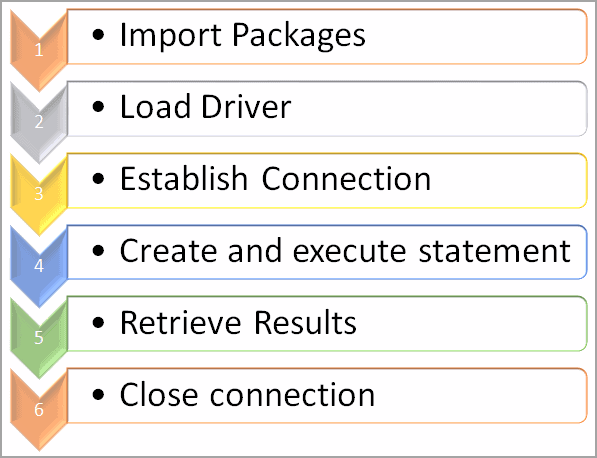 1 • Import Packages
2 • Load Driver
3 • Establish Connection
4 • Create and execute statement
5 • Retrieve Results
6 • Close connection